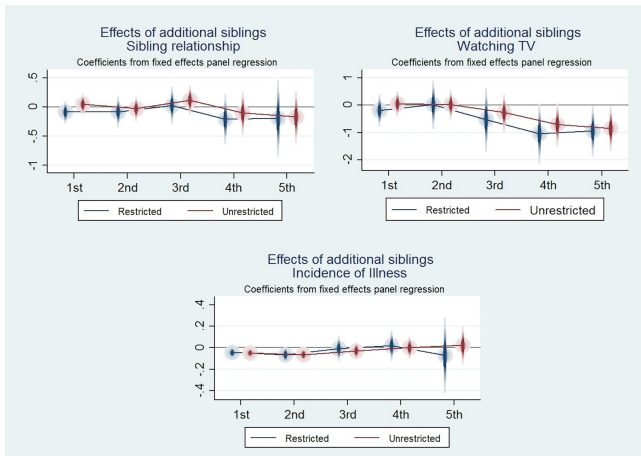 Effects of additional siblings
Sibling relationship
Coefficients from fixed effects panel regression
.5
0
-.5
-1
1st 2nd 3rd 4th 5th
Restricted Unrestricted
Effects of additional siblings
Watching TV
Coefficients from fixed effects panel regression
1
0
-1
-2
1st 2nd 3rd 4th 5th
Restricted Unrestricted
Effects of additional siblings
Incidence of Illness
Coefficients from fixed effects panel regression
.4
.2
0
-.2
-.4
1st 2nd 3rd 4th 5th
Restricted Unrestricted